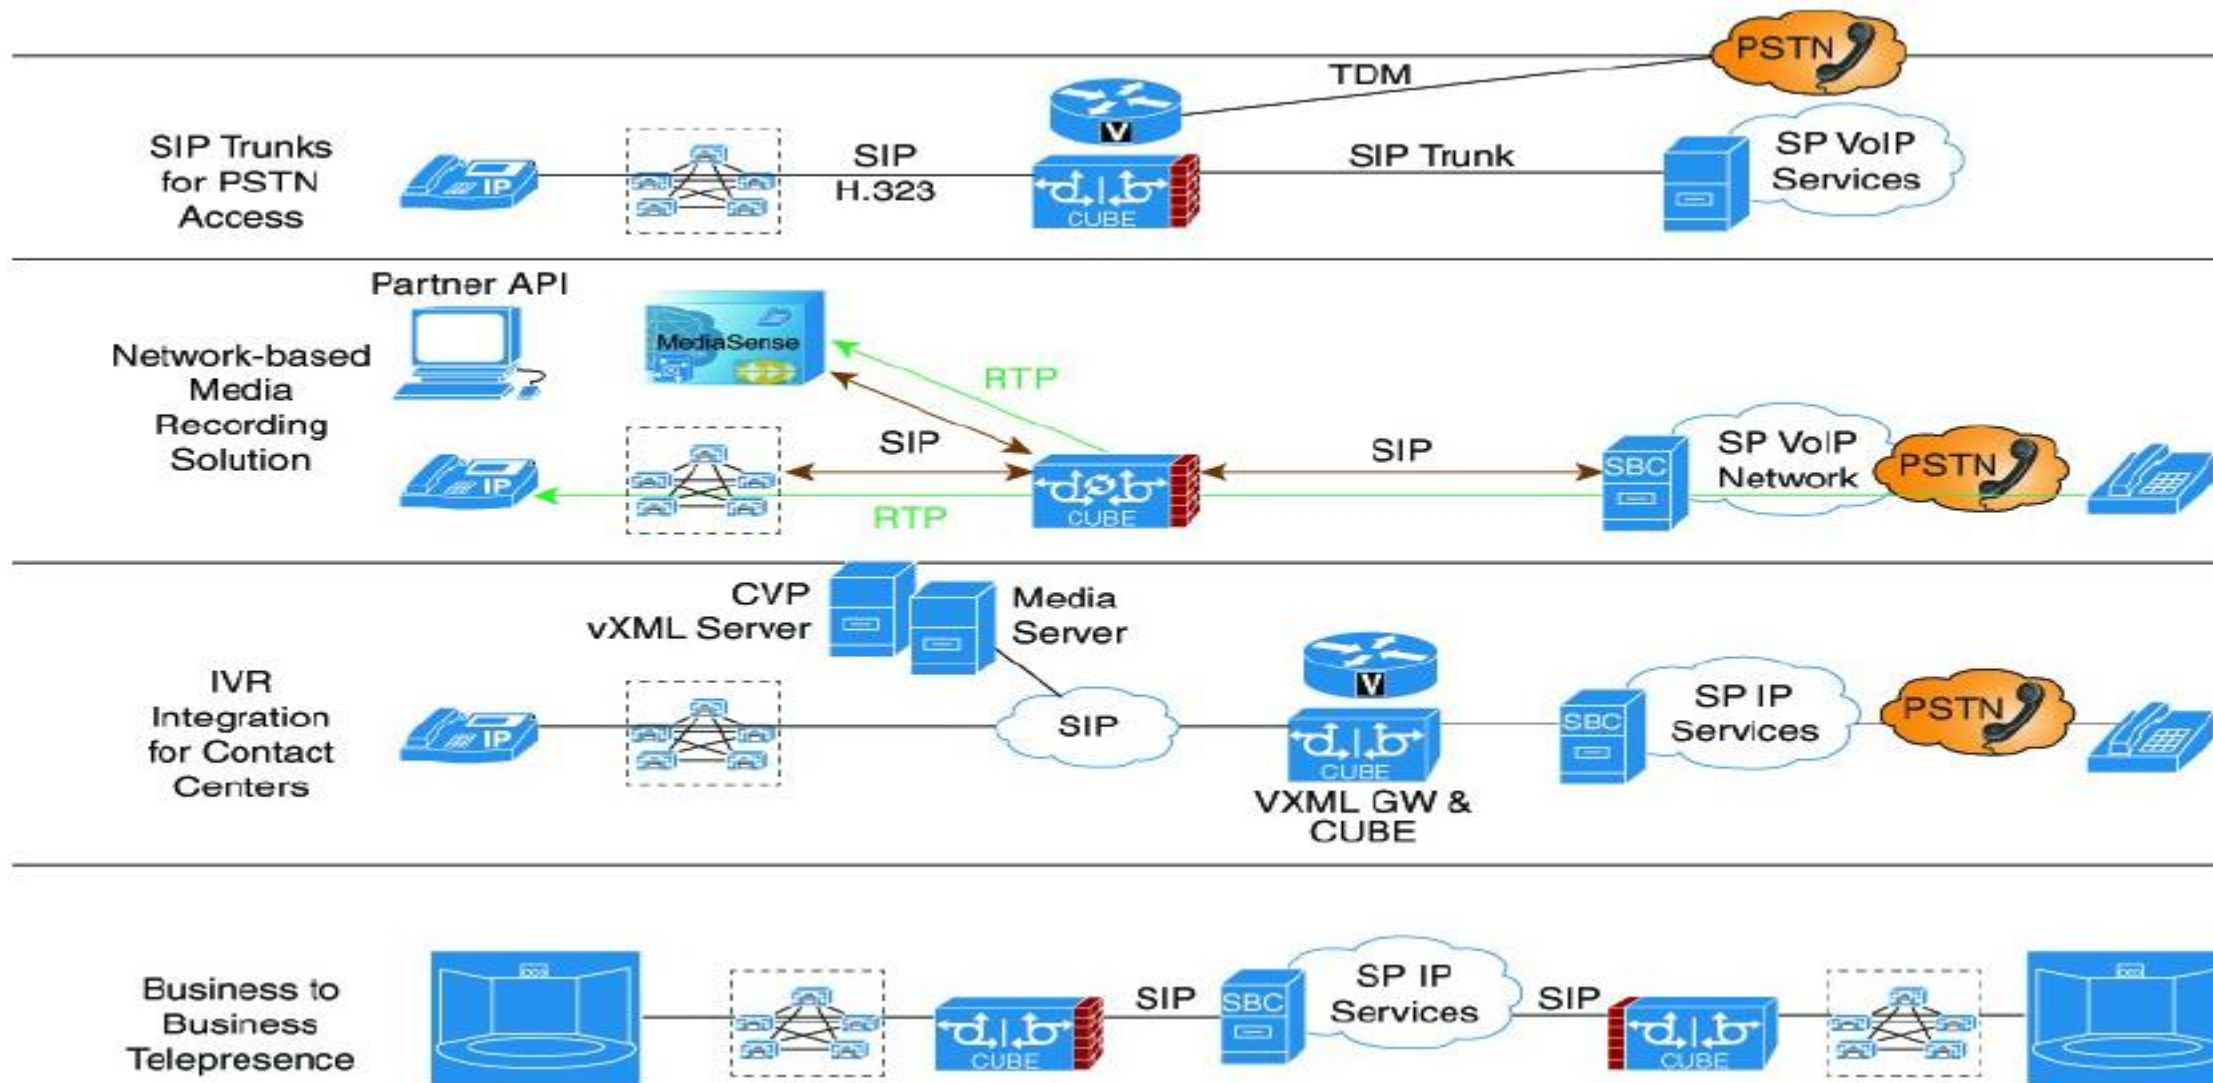 PSTN
TDM
V
SIP Trunks
for PSTN
Access
IP
SIP
H.323
CUBE
SIP Trunk
SP VoIP
Services
Partner API
Network-based
Media
Recording
Solution
MediaSense
RTP
IP
SIP
RTP
CUBE
SIP
SBC
SP VoIP
Network
PSTN
CVP
vXML Server
Media
Server
IVR
Integration
for Contact
Centers
IP
SIP
V
CUBE
VXML GW &
CUBE
SBC
SP IP
Services
PSTN
Business to
Business
Telepresence
CUBE
SIP
SBC
SP IP
Services
SIP
CUBE